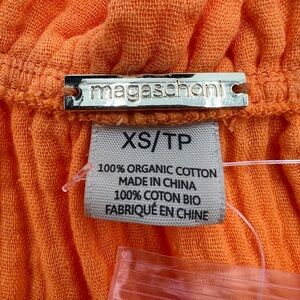 magaschoni
XS/TP
100% ORGANIC COTTON
MADE IN CHINA
100% COTON BIO
FABRIQUÉ EN CHINE